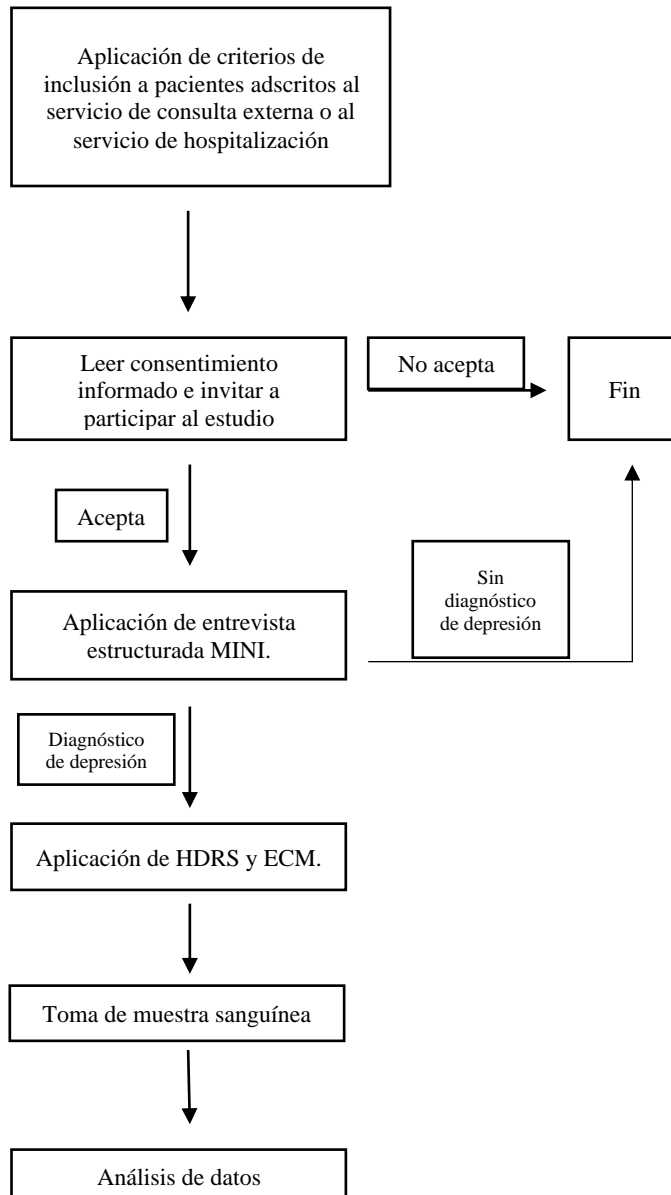 Aplicación de criterios de
inclusión a pacientes adscritos al
servicio de consulta externa o al
servicio de hospitalización
Leer consentimiento
informado e invitar a
participar al estudio
No acepta
Fin
Acepta
Sin
diagnóstico
de depresión
Aplicación de entrevista
estructurada MINI.
Diagnóstico
de depresión
Aplicación de HDRS y ECM.
Toma de muestra sanguínea
Análisis de datos